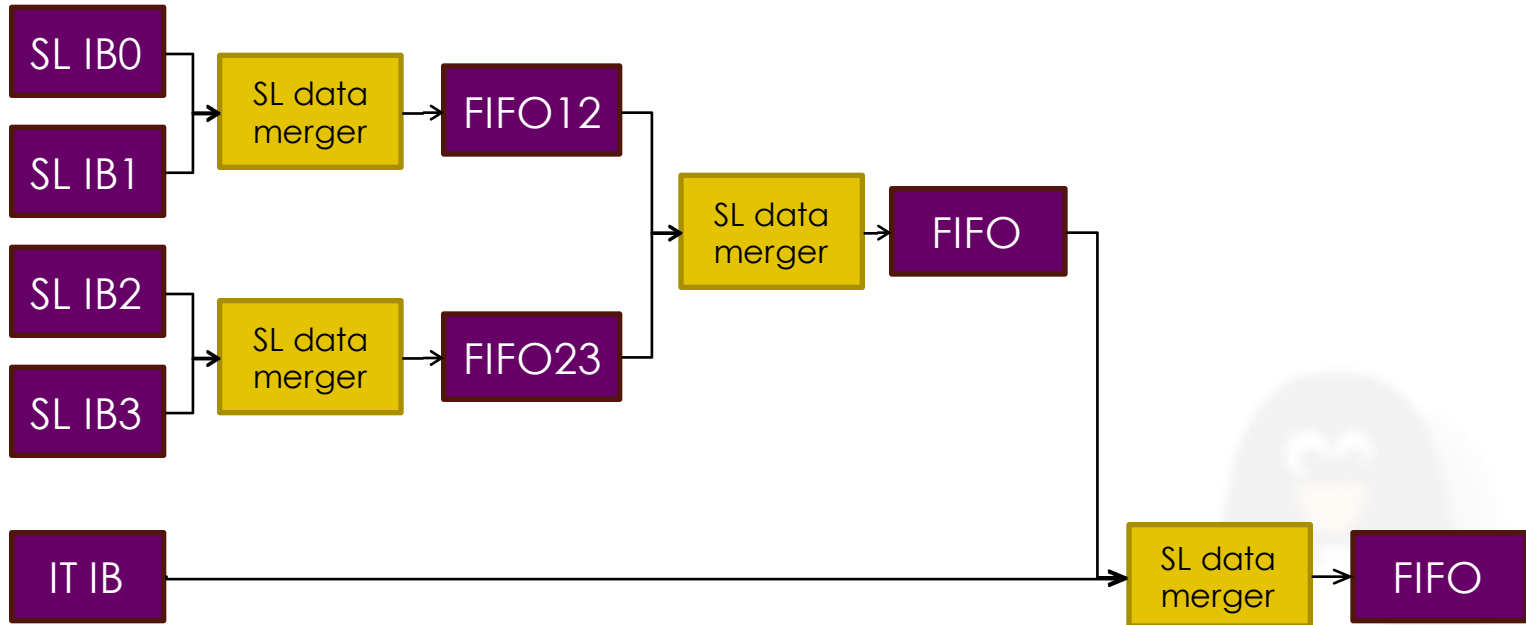 SL IB0
SL IB1
SL data
merger
FIFO12
SL IB2
SL IB3
SL data
merger
FIFO23
SL data
merger
FIFO
IT IB
SL data
merger
FIFO